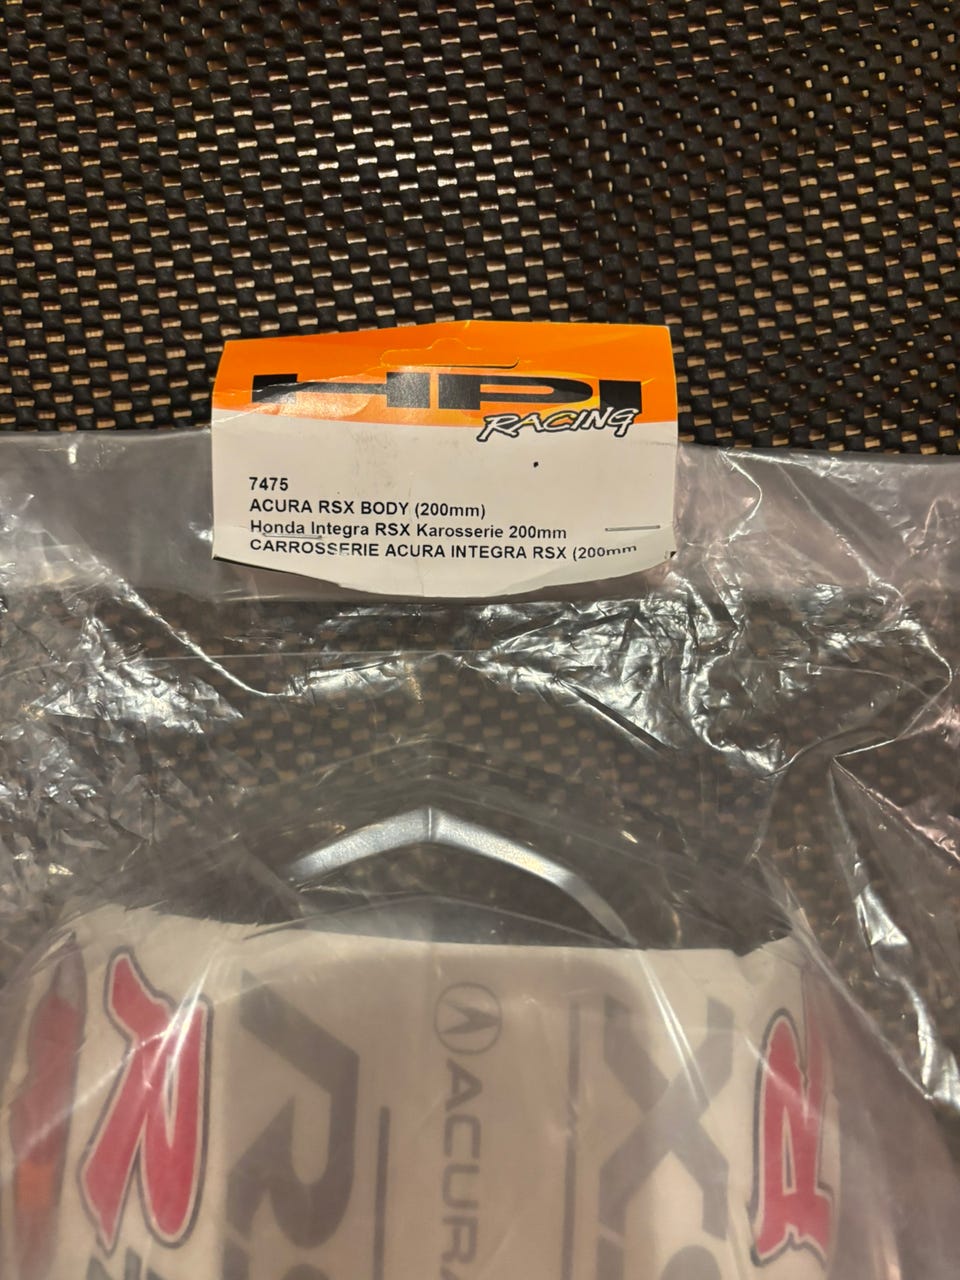 HPI
RACING
7475
ACURA RSX BODY (200mm)
Honda Integra RSX Karosserie 200mm
CARROSSERIE ACURA INTEGRA RSX (200mm
R
ACURA